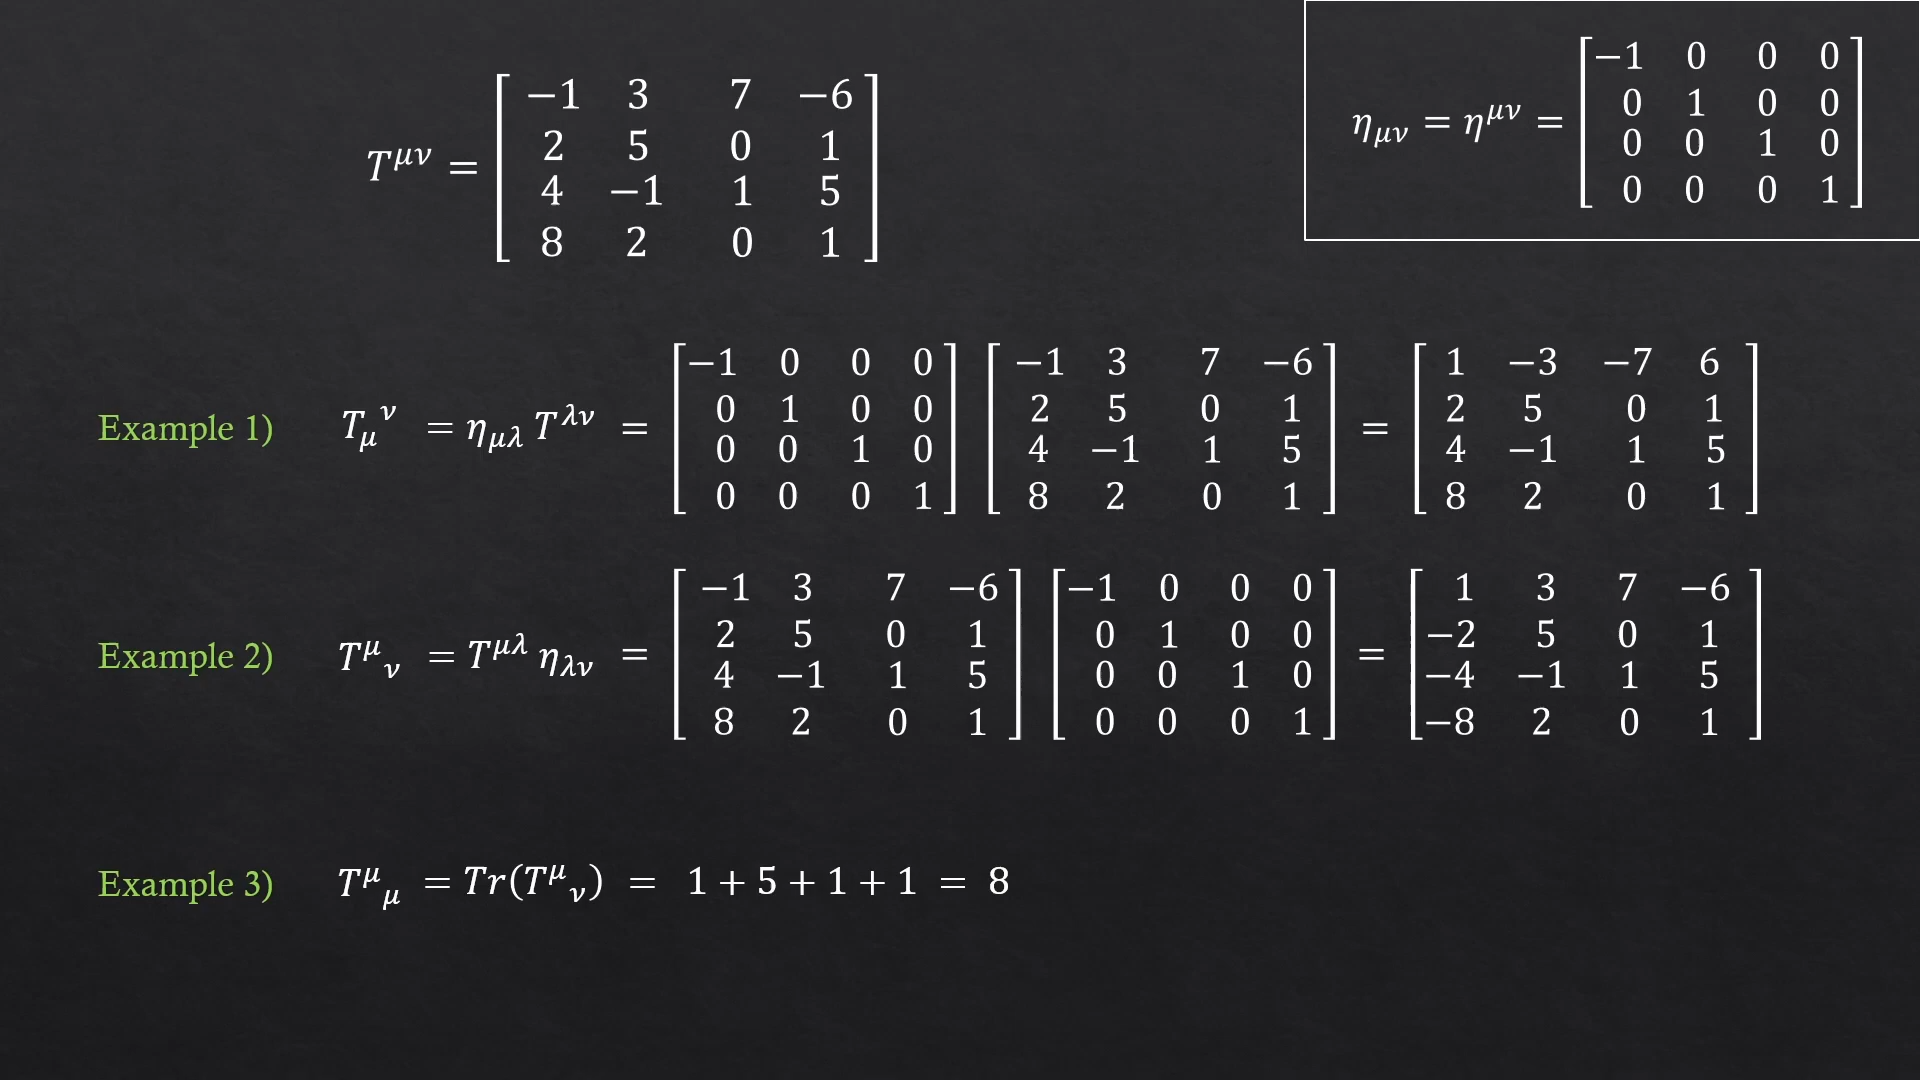 T^{μν} = [ −1 3 7 −6 ; 2 5 0 1 ; 4 −1 1 5 ; 8 2 0 1 ]
η_{μν} = η^{μν} = [ −1 0 0 0 ; 0 1 0 0 ; 0 0 1 0 ; 0 0 0 1 ]
Example 1) T_μ^ν = η_{μλ} T^{λν} = [ −1 0 0 0 ; 0 1 0 0 ; 0 0 1 0 ; 0 0 0 1 ] [ −1 3 7 −6 ; 2 5 0 1 ; 4 −1 1 5 ; 8 2 0 1 ] = [ 1 −3 −7 6 ; 2 5 0 1 ; 4 −1 1 5 ; 8 2 0 1 ]
Example 2) T^μ_ν = T^{μλ} η_{λν} = [ −1 3 7 −6 ; 2 5 0 1 ; 4 −1 1 5 ; 8 2 0 1 ] [ −1 0 0 0 ; 0 1 0 0 ; 0 0 1 0 ; 0 0 0 1 ] = [ 1 3 7 −6 ; −2 5 0 1 ; −4 −1 1 5 ; −8 2 0 1 ]
Example 3) T^μ_μ = Tr(T^μ_ν) = 1 + 5 + 1 + 1 = 8